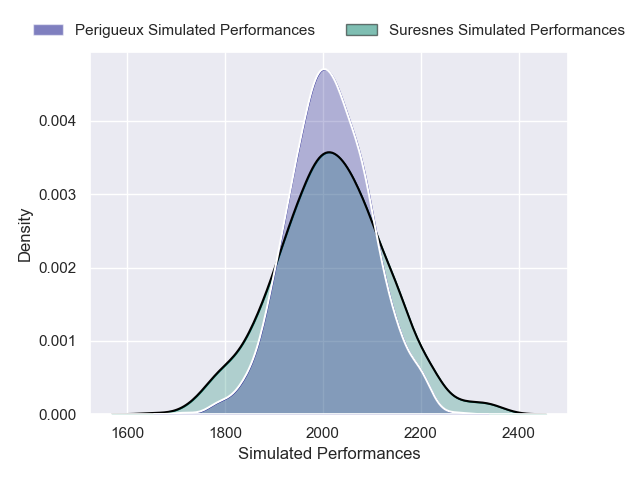 Perigueux Simulated Performances
Suresnes Simulated Performances
0.004
0.003
0.002
0.001
0.000
Density
1600 1800 2000 2200 2400
Simulated Performances